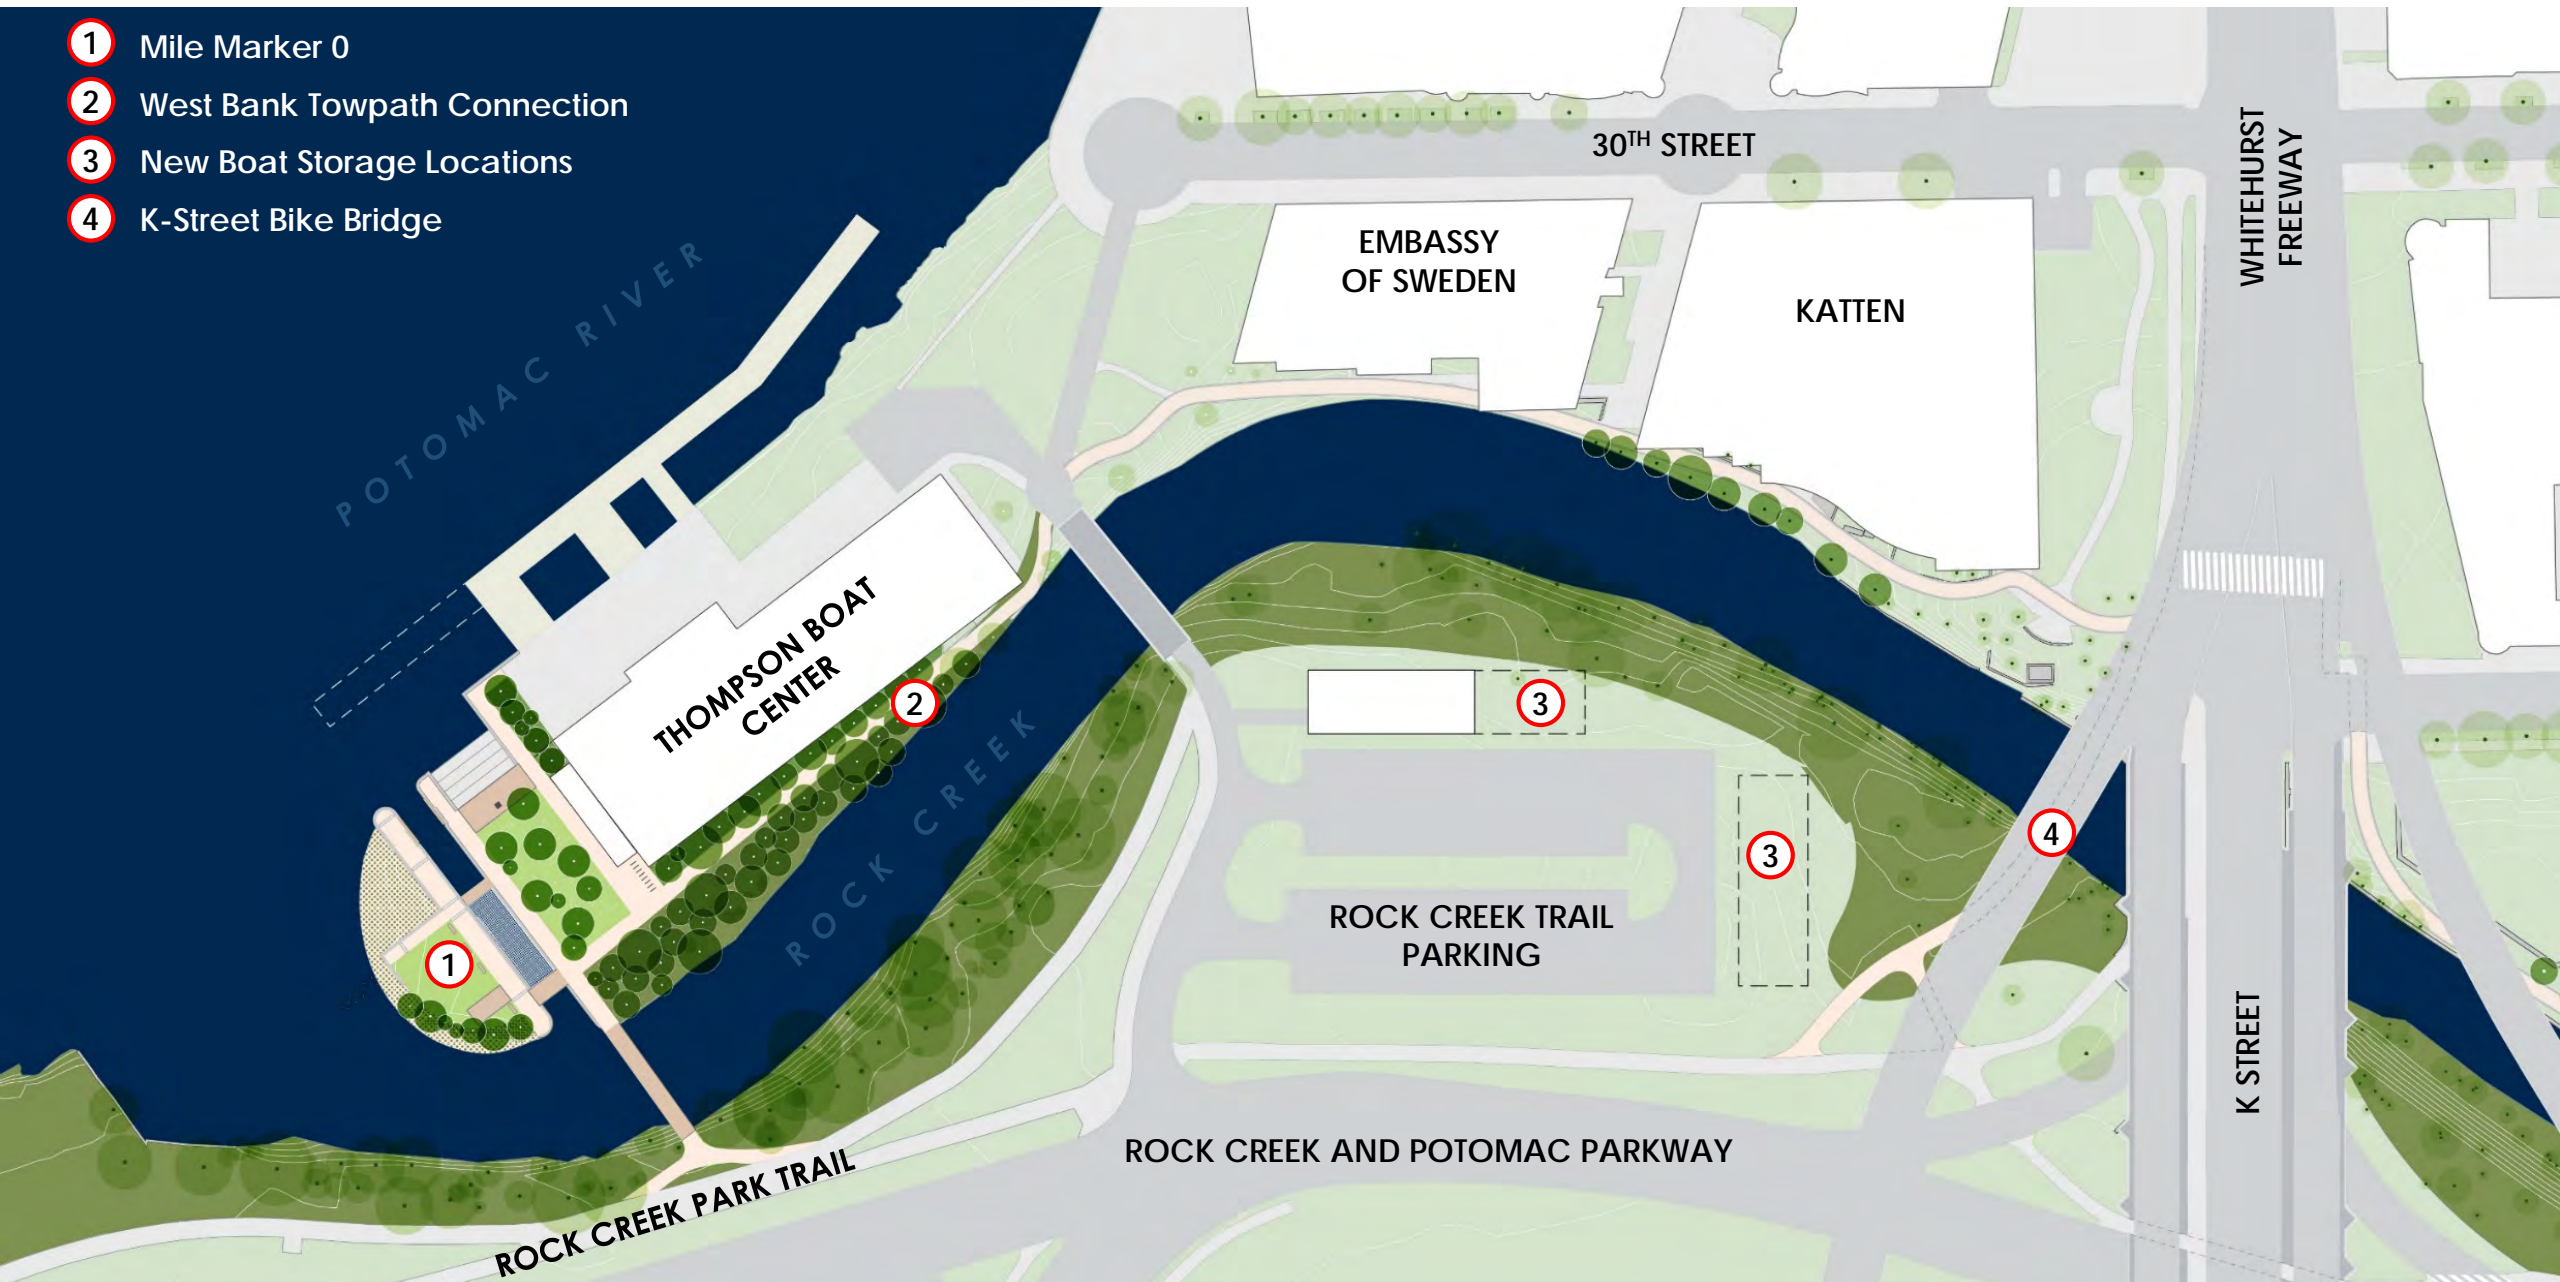 1 Mile Marker 0
2 West Bank Towpath Connection
3 New Boat Storage Locations
4 K-Street Bike Bridge
POTOMAC RIVER
30TH STREET
WHITEHURST
FREEWAY
EMBASSY
OF SWEDEN
KATTEN
THOMPSON BOAT
CENTER
2
3
ROCK CREEK
3
4
1
ROCK CREEK TRAIL
PARKING
K STREET
ROCK CREEK AND POTOMAC PARKWAY
ROCK CREEK PARK TRAIL